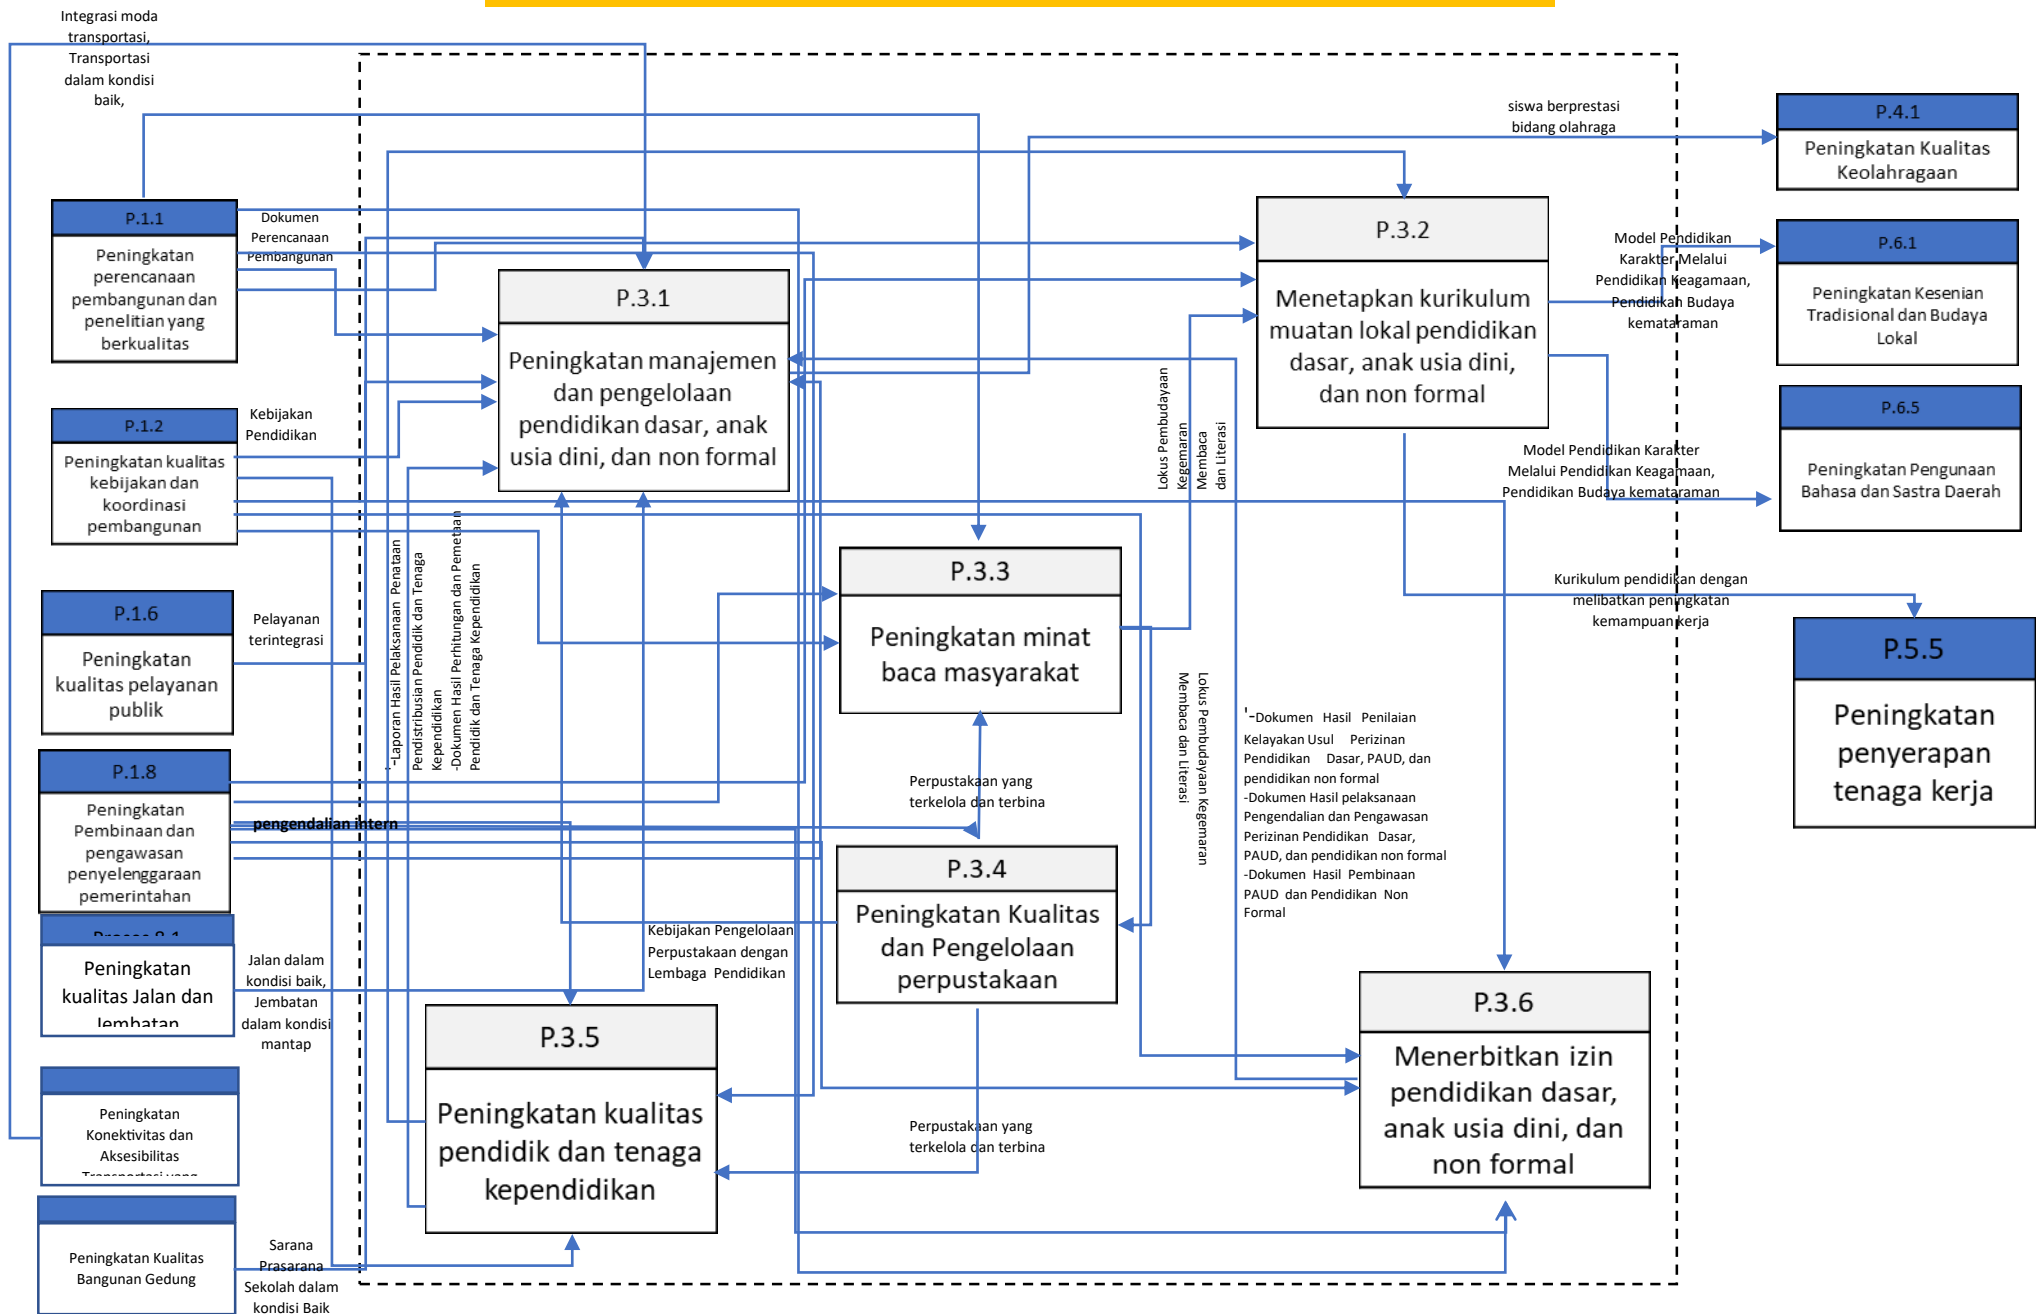 Integrasi moda
transportasi,
Transportasi
dalam kondisi
baik,
P.1.1
Peningkatan
perencanaan
pembangunan dan
penelitian yang
berkualitas
Dokumen
Perencanaan
Pembangunan
P.1.2
Peningkatan kualitas
kebijakan dan
koordinasi
pembangunan
Kebijakan
Pendidikan
P.1.6
Peningkatan
kualitas pelayanan
publik
Pelayanan
terintegrasi
P.1.8
Peningkatan
Pembinaan dan
pengawasan
penyelenggaraan
pemerintahan
pengendalian intern
Peningkatan
kualitas Jalan dan
Jembatan
Jalan dalam
kondisi baik,
Jembatan
dalam kondisi
mantap
Peningkatan
Konektivitas dan
Aksesibilitas
Transportasi yang
Peningkatan Kualitas
Bangunan Gedung
Sarana
Prasarana
Sekolah dalam
kondisi Baik
P.3.1
Peningkatan manajemen
dan pengelolaan
pendidikan dasar, anak
usia dini, dan non formal
'-Laporan Hasil Pelaksanaan Penataan
Pendistribusian Pendidik dan Tenaga
Kependidikan
-Dokumen Hasil Perhitungan dan Pemetaan
Pendidik dan Tenaga Kependidikan
P.3.3
Peningkatan minat
baca masyarakat
Perpustakaan yang
terkelola dan terbina
P.3.4
Peningkatan Kualitas
dan Pengelolaan
perpustakaan
Kebijakan Pengelolaan
Perpustakaan dengan
Lembaga Pendidikan
P.3.5
Peningkatan kualitas
pendidik dan tenaga
kependidikan
Perpustakaan yang
terkelola dan terbina
P.3.2
Menetapkan kurikulum
muatan lokal pendidikan
dasar, anak usia dini,
dan non formal
Lokus Pembudayaan
Kegemaran
Membaca
dan Literasi
Lokus Pembudayaan Kegemaran
Membaca dan Literasi
'-Dokumen Hasil Penilaian
Kelayakan Usul Perizinan
Pendidikan Dasar, PAUD, dan
pendidikan non formal
-Dokumen Hasil pelaksanaan
Pengendalian dan Pengawasan
Perizinan Pendidikan Dasar,
PAUD, dan pendidikan non formal
-Dokumen Hasil Pembinaan
PAUD dan Pendidikan Non
Formal
P.3.6
Menerbitkan izin
pendidikan dasar,
anak usia dini, dan
non formal
siswa berprestasi
bidang olahraga
P.4.1
Peningkatan Kualitas
Keolahragaan
Model Pendidikan
Karakter Melalui
Pendidikan Keagamaan,
Pendidikan Budaya
kemataraman
P.6.1
Peningkatan Kesenian
Tradisional dan Budaya
Lokal
Model Pendidikan Karakter
Melalui Pendidikan Keagamaan,
Pendidikan Budaya kemataraman
P.6.5
Peningkatan Pengunaan
Bahasa dan Sastra Daerah
Kurikulum pendidikan dengan
melibatkan peningkatan
kemampuan kerja
P.5.5
Peningkatan
penyerapan
tenaga kerja